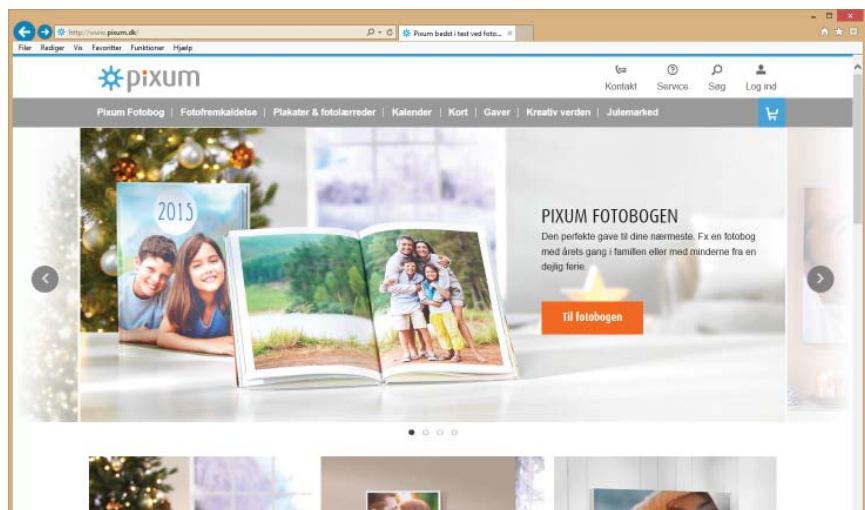 http://www.pixum.dk/
Pixum bedst i test ved foto...
Filer Rediger Vis Favoritter Funktioner Hjælp
pixum
Kontakt Service Søg Log ind
Pixum Fotobog | Fotofremkaldelse | Plakater & fotolærreder | Kalender | Kort | Gaver | Kreativ verden | Julemarked
2015
PIXUM FOTOBOGEN
Den perfekte gave til dine nærmeste. Fx en fotobog
med årets gang i familien eller med minderne fra en
dejlig ferie.
Til fotobogen